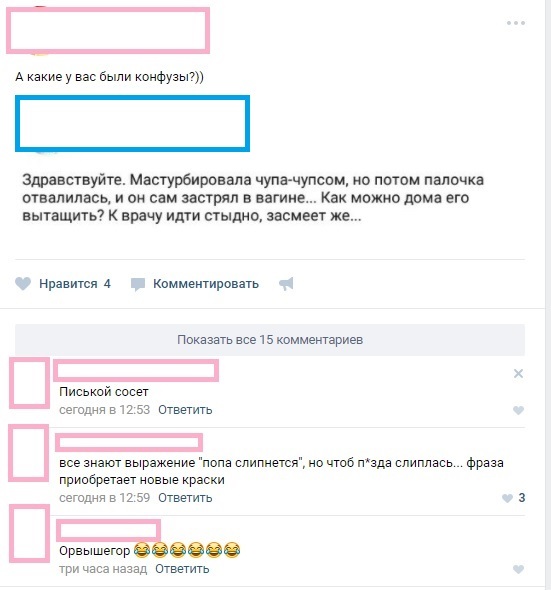 А какие у вас были конфузы?))
Здравствуйте. Мастурбировала чупа-чупсом, но потом палочка
отвалилась, и он сам застрял в вагине... Как можно дома его
вытащить? К врачу идти стыдно, засмеет же...
Нравится 4 Комментировать
Показать все 15 комментариев
Писькой сосет
сегодня в 12:53 Ответить
все знают выражение "попа слипнется", но чтоб п*зда слиплась... фраза
приобретает новые краски
сегодня в 12:59 Ответить 3
Орвышегор 😂😂😂😂😂😂
три часа назад Ответить